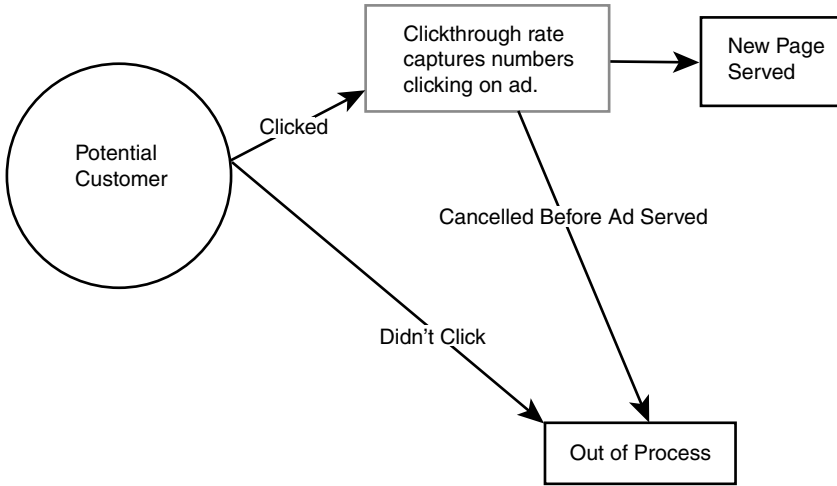 Clickthrough rate
captures numbers
clicking on ad.
New Page
Served
Clicked
Potential
Customer
Cancelled Before Ad Served
Didn’t Click
Out of Process